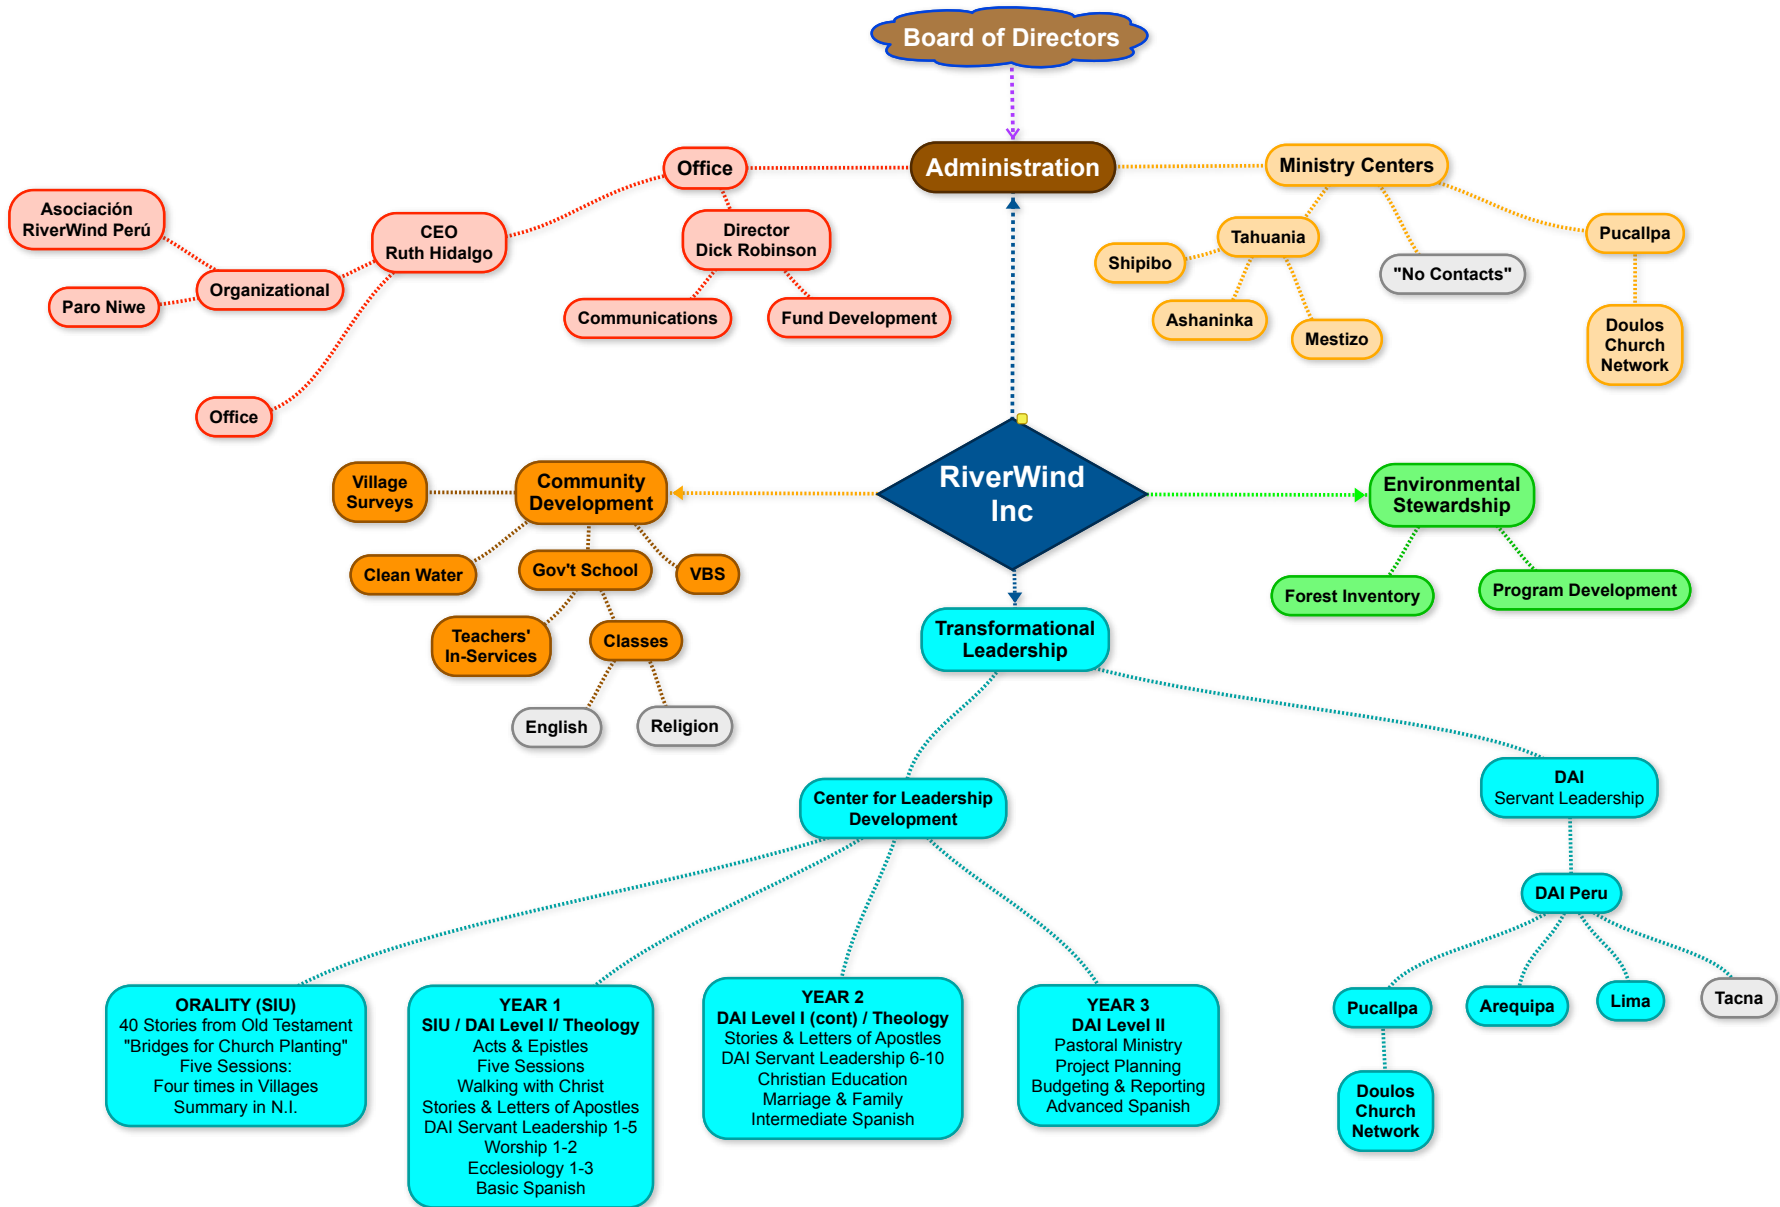 Board of Directors
Administration
Office
Ministry Centers
Asociación
RiverWind Perú
CEO
Ruth Hidalgo
Director
Dick Robinson
Tahuania
Pucallpa
Shipibo
"No Contacts"
Organizational
Paro Niwe
Communications
Fund Development
Ashaninka
Mestizo
Doulos
Church
Network
Office
RiverWind
Inc
Village
Surveys
Community
Development
Environmental
Stewardship
Clean Water
Gov't School
VBS
Forest Inventory
Program Development
Teachers'
In-Services
Classes
Transformational
Leadership
English
Religion
Center for Leadership
Development
DAI
Servant Leadership
DAI Peru
ORALITY (SIU)
40 Stories from Old Testament
"Bridges for Church Planting"
Five Sessions:
Four times in Villages
Summary in N.I.
YEAR 1
SIU / DAI Level I/ Theology
Acts & Epistles
Five Sessions
Walking with Christ
Stories & Letters of Apostles
DAI Servant Leadership 1-5
Worship 1-2
Ecclesiology 1-3
Basic Spanish
YEAR 2
DAI Level I (cont) / Theology
Stories & Letters of Apostles
DAI Servant Leadership 6-10
Christian Education
Marriage & Family
Intermediate Spanish
YEAR 3
DAI Level II
Pastoral Ministry
Project Planning
Budgeting & Reporting
Advanced Spanish
Pucallpa
Arequipa
Lima
Tacna
Doulos
Church
Network